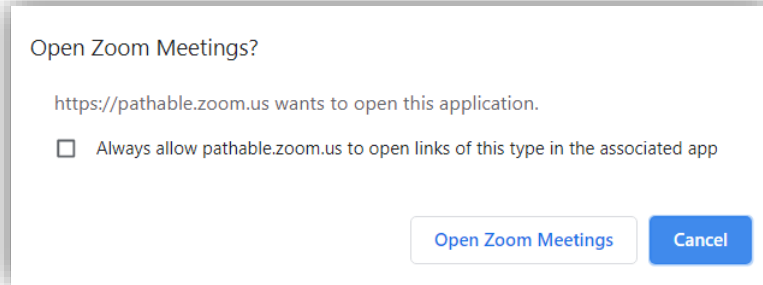 Open Zoom Meetings?
https://pathable.zoom.us wants to open this application.
Always allow pathable.zoom.us to open links of this type in the associated app
Open Zoom Meetings
Cancel